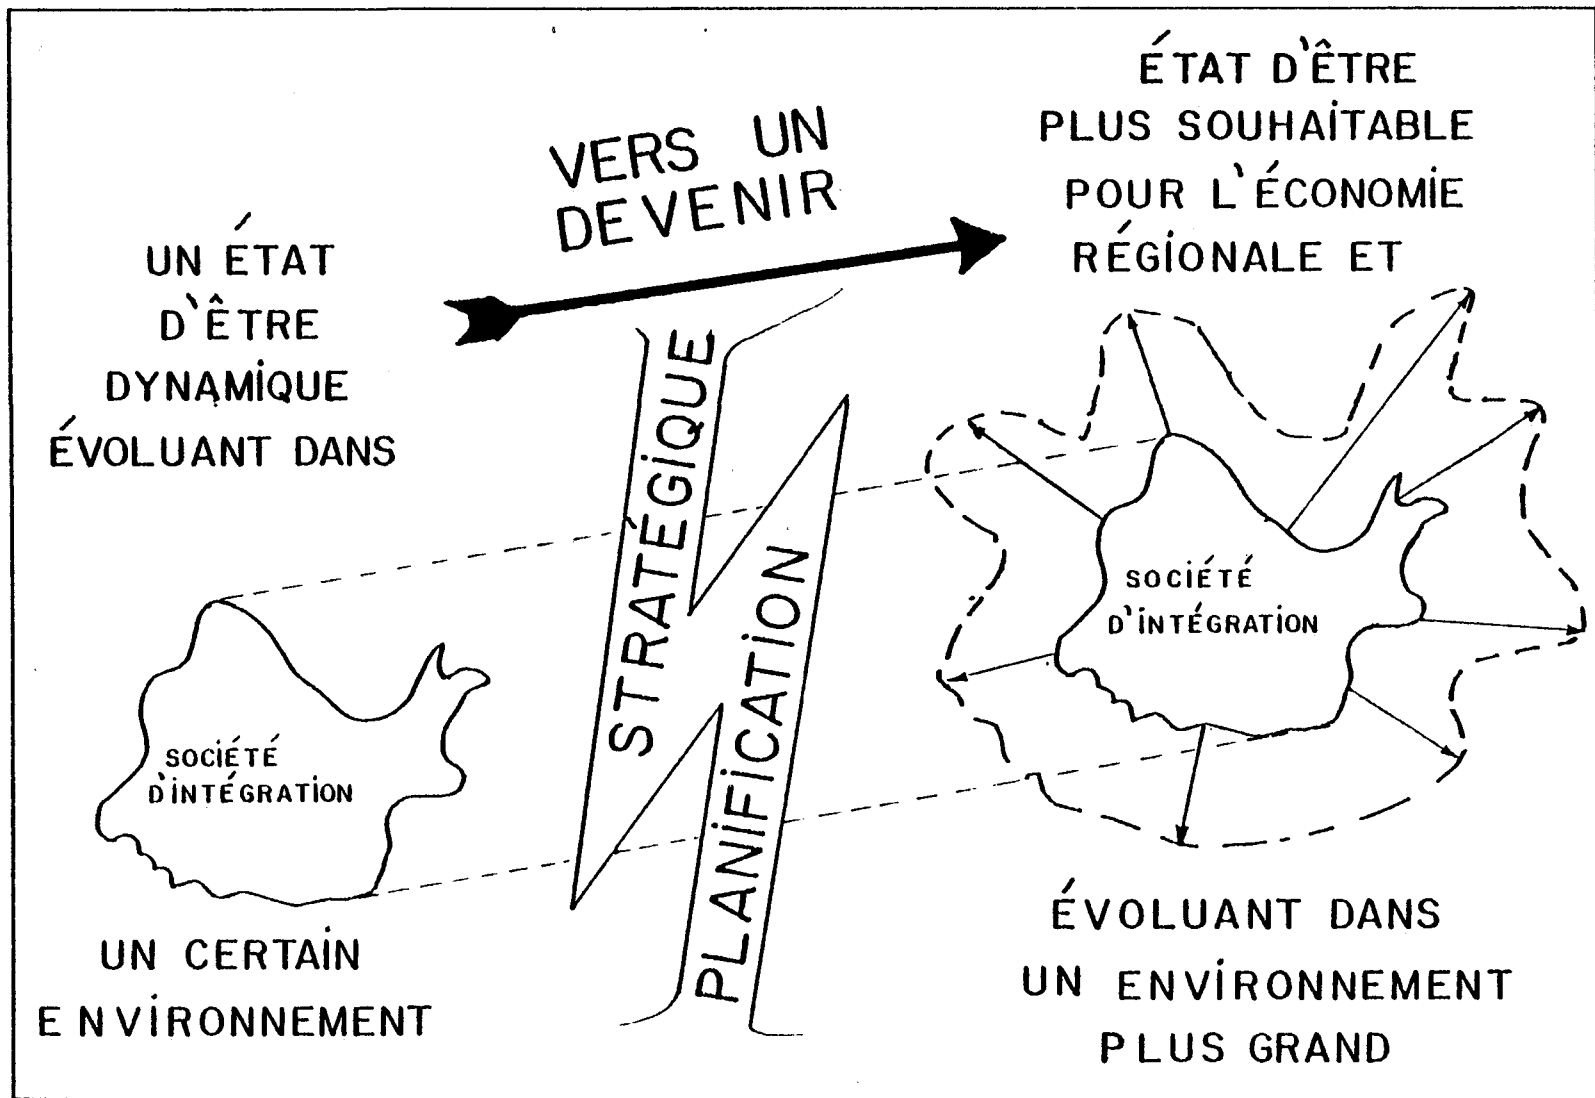 UN ÉTAT
D'ÊTRE
DYNAMIQUE
ÉVOLUANT DANS
SOCIÉTÉ
D'INTÉGRATION
UN CERTAIN
ENVIRONNEMENT
VERS UN
DEVENIR
STRATÉGIQUE
PLANIFICATION
ÉTAT D'ÊTRE
PLUS SOUHAITABLE
POUR L'ÉCONOMIE
RÉGIONALE ET
SOCIÉTÉ
D'INTÉGRATION
ÉVOLUANT DANS
UN ENVIRONNEMENT
PLUS GRAND